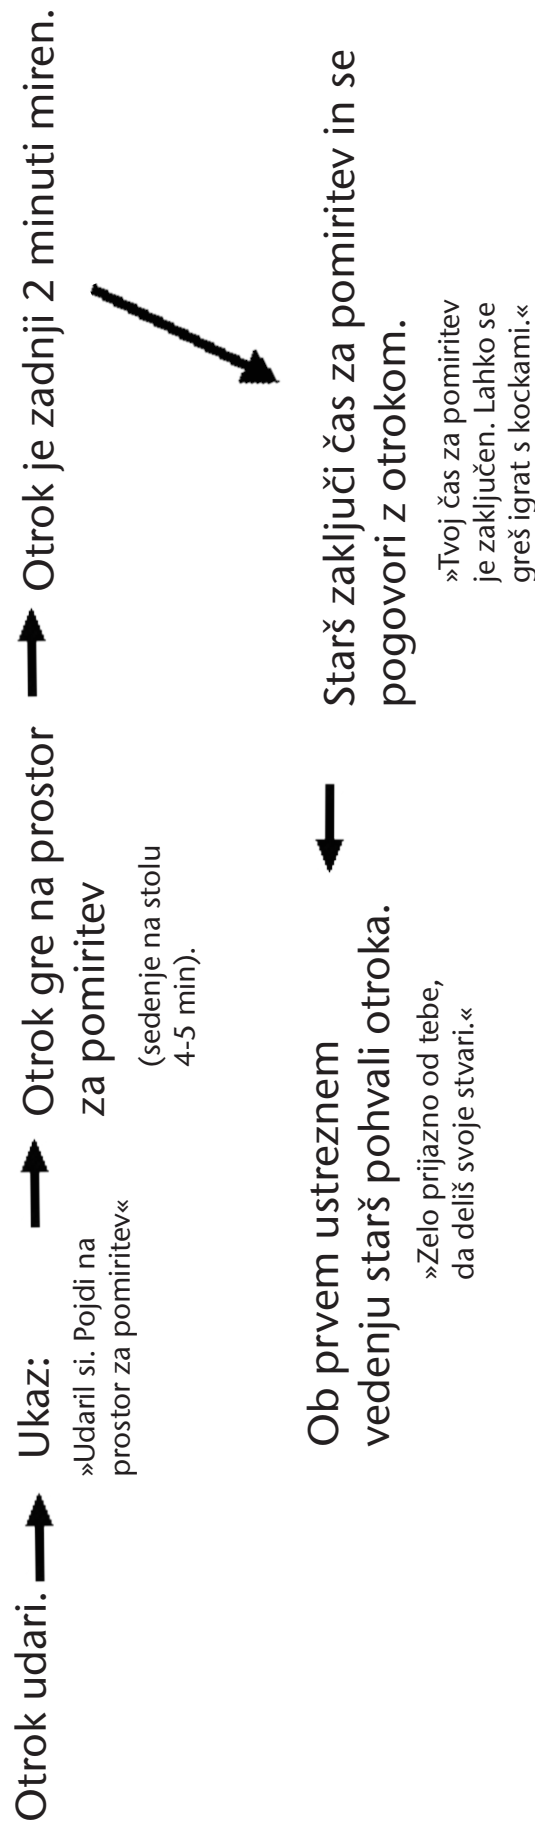 Otrok udari.
Ukaz:
»Udaril si. Pojdi na
prostor za pomiritev«
Otrok gre na prostor
za pomiritev
(sedenje na stolu
4-5 min).
Otrok je zadnji 2 minuti miren.
Starš zaključi čas za pomiritev in se
pogovori z otrokom.
»Tvoj čas za pomiritev
je zaključen. Lahko se
greš igrat s kockami.«
Ob prvem ustreznem
vedenju starš pohvali otroka.
»Zelo prijazno od tebe,
da deliš svoje stvari.«